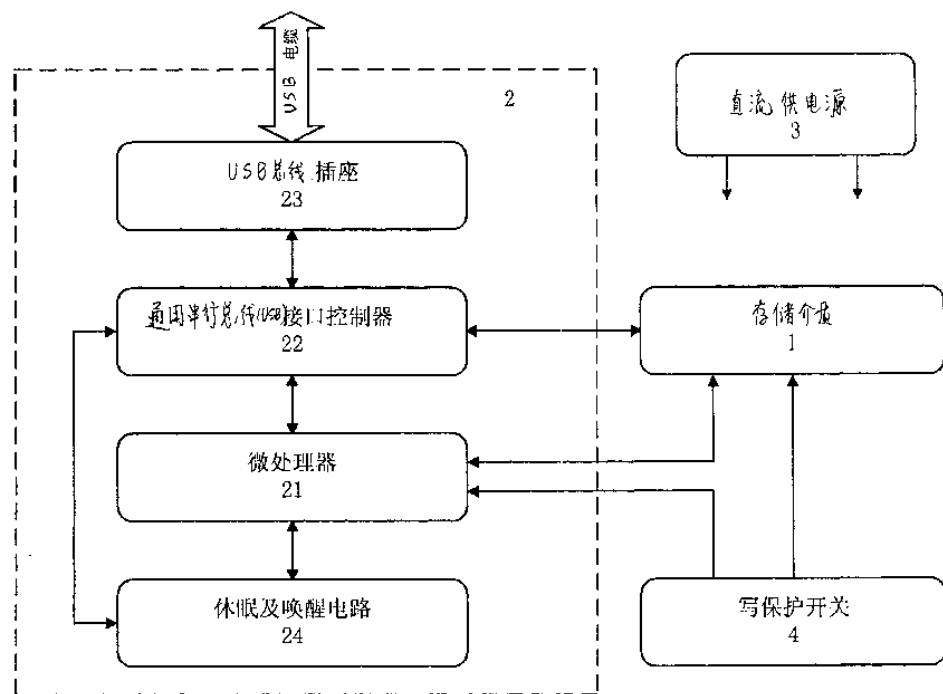 USB 电缆
2
直流供电源
3
USB总线插座
23
通用串行总线(USB)接口控制器
22
存储介质
1
微处理器
21
休眠及唤醒电路
24
写保护开关
4